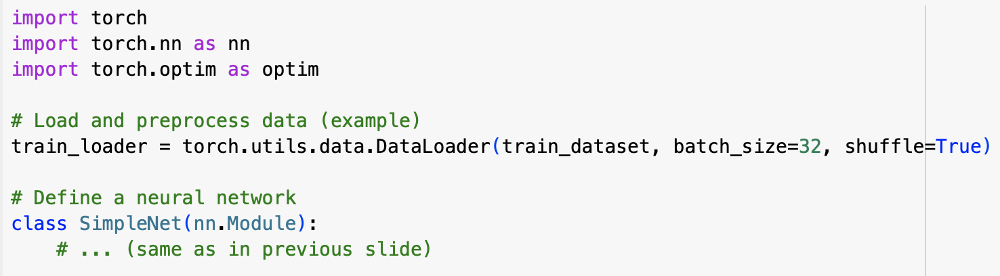 import torch
import torch.nn as nn
import torch.optim as optim
# Load and preprocess data (example)
train_loader = torch.utils.data.DataLoader(train_dataset, batch_size=32, shuffle=True)
# Define a neural network
class SimpleNet(nn.Module):
    # ... (same as in previous slide)